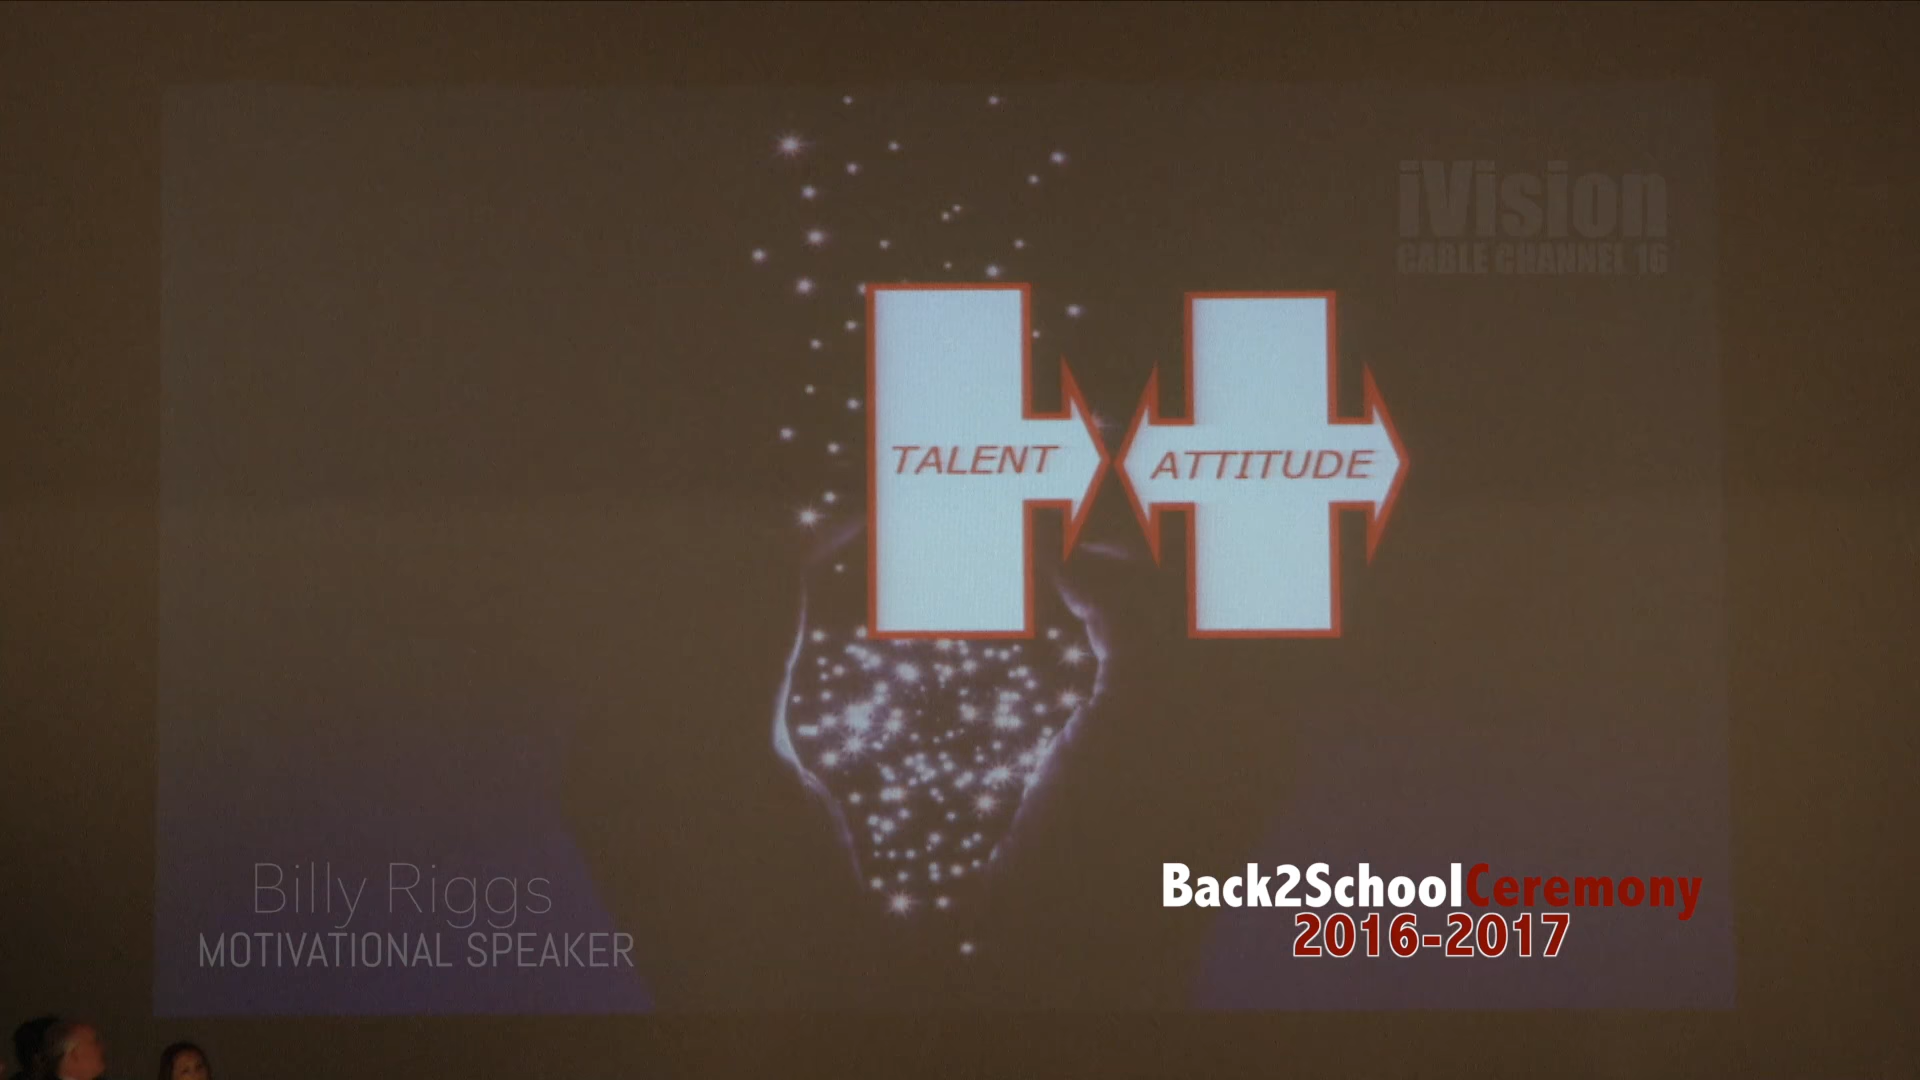 iVision
CABLE CHANNEL 16
TALENT
ATTITUDE
Billy Riggs
MOTIVATIONAL SPEAKER
Back2SchoolCeremony
2016-2017